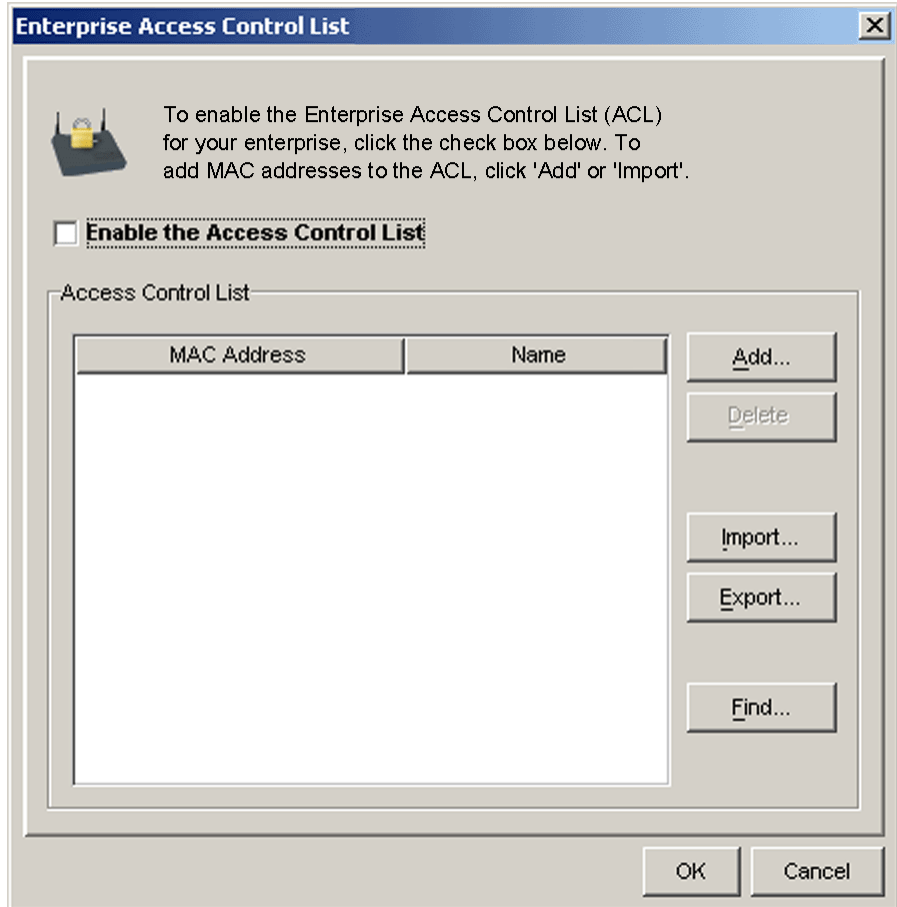 Enterprise Access Control List
To enable the Enterprise Access Control List (ACL)
for your enterprise, click the check box below. To
add MAC addresses to the ACL, click 'Add' or 'Import'.
Enable the Access Control List
Access Control List
MAC Address Name
Add...
Delete
Import...
Export...
Find...
OK Cancel